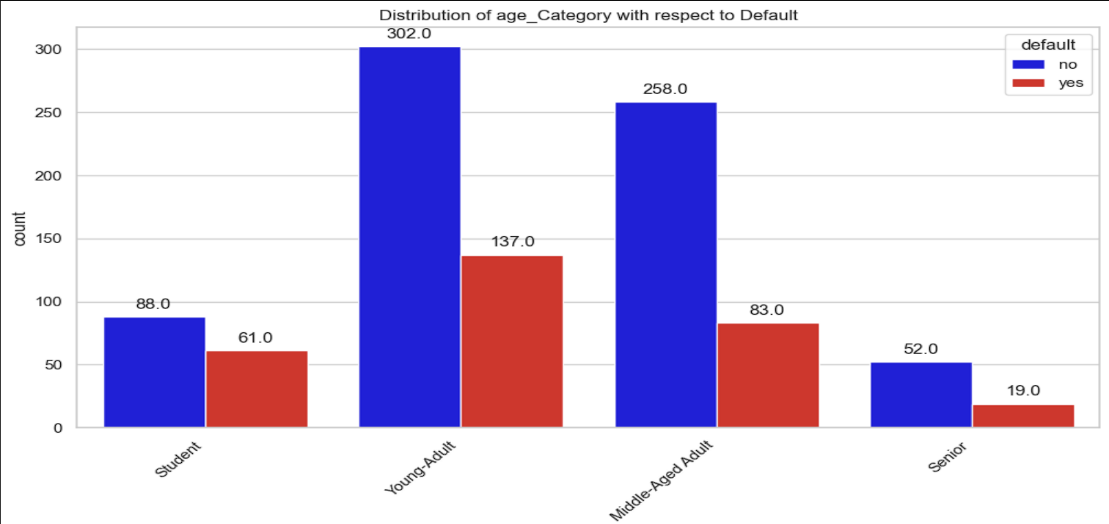 Distribution of age_Category with respect to Default
302.0
300
default
no
yes
258.0
250
200
150
137.0
count
100
88.0
83.0
61.0
52.0
50
19.0
0
Student
Young-Adult
Middle-Aged Adult
Senior